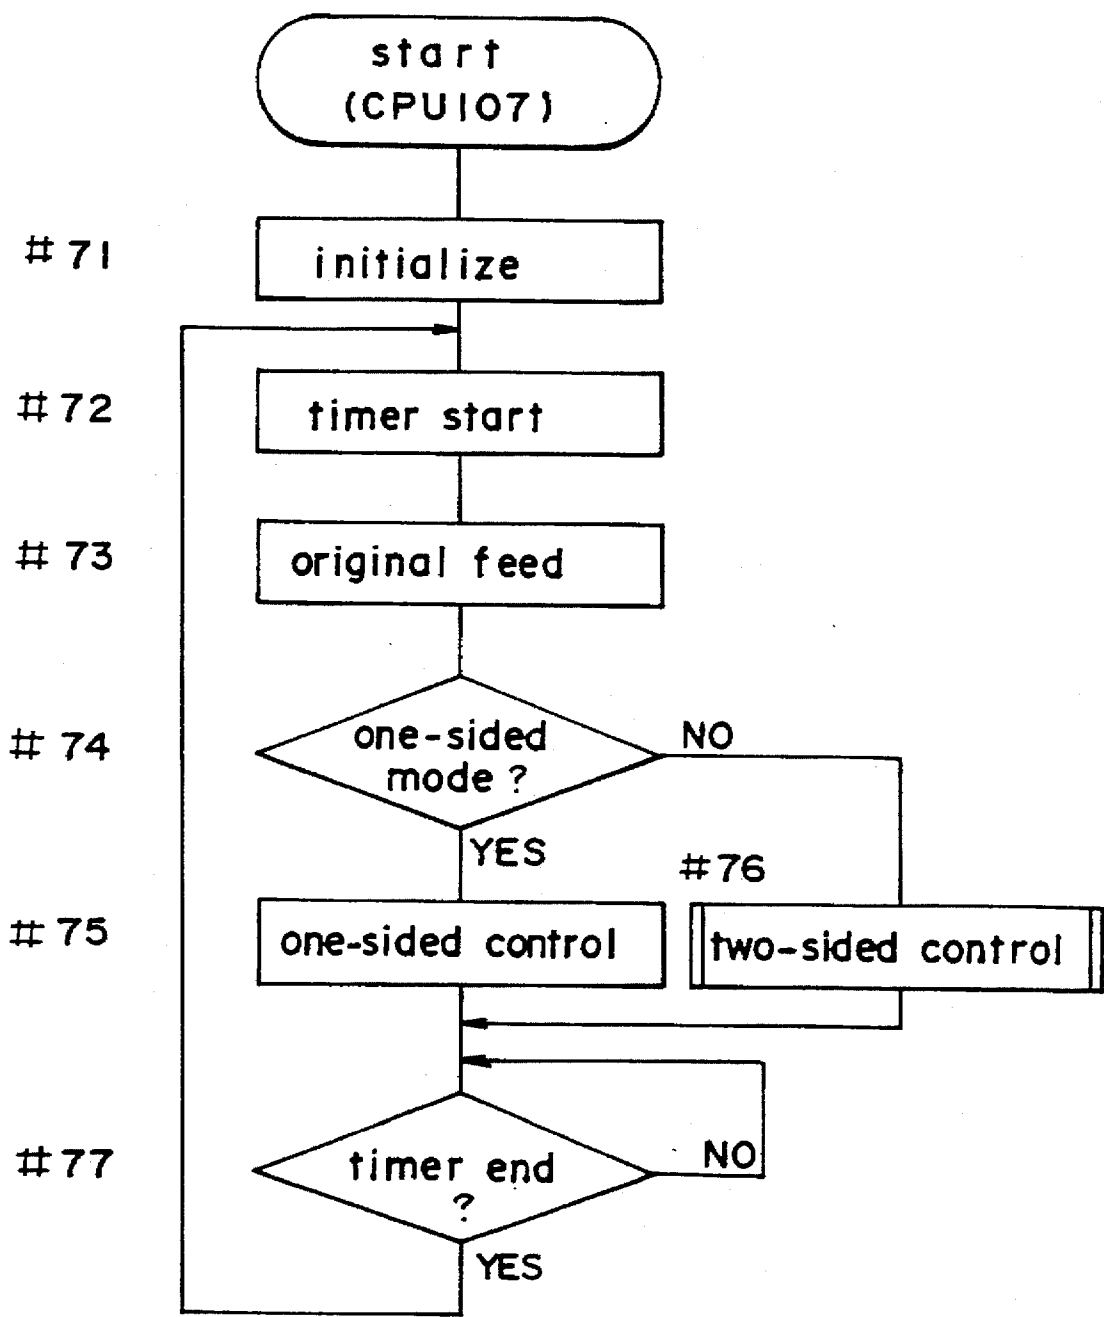 start
(CPU107)
#71
initialize
#72
timer start
#73
original feed
#74
one-sided
mode?
NO
YES
#76
#75
one-sided control
two-sided control
#77
timer end
?
NO
YES